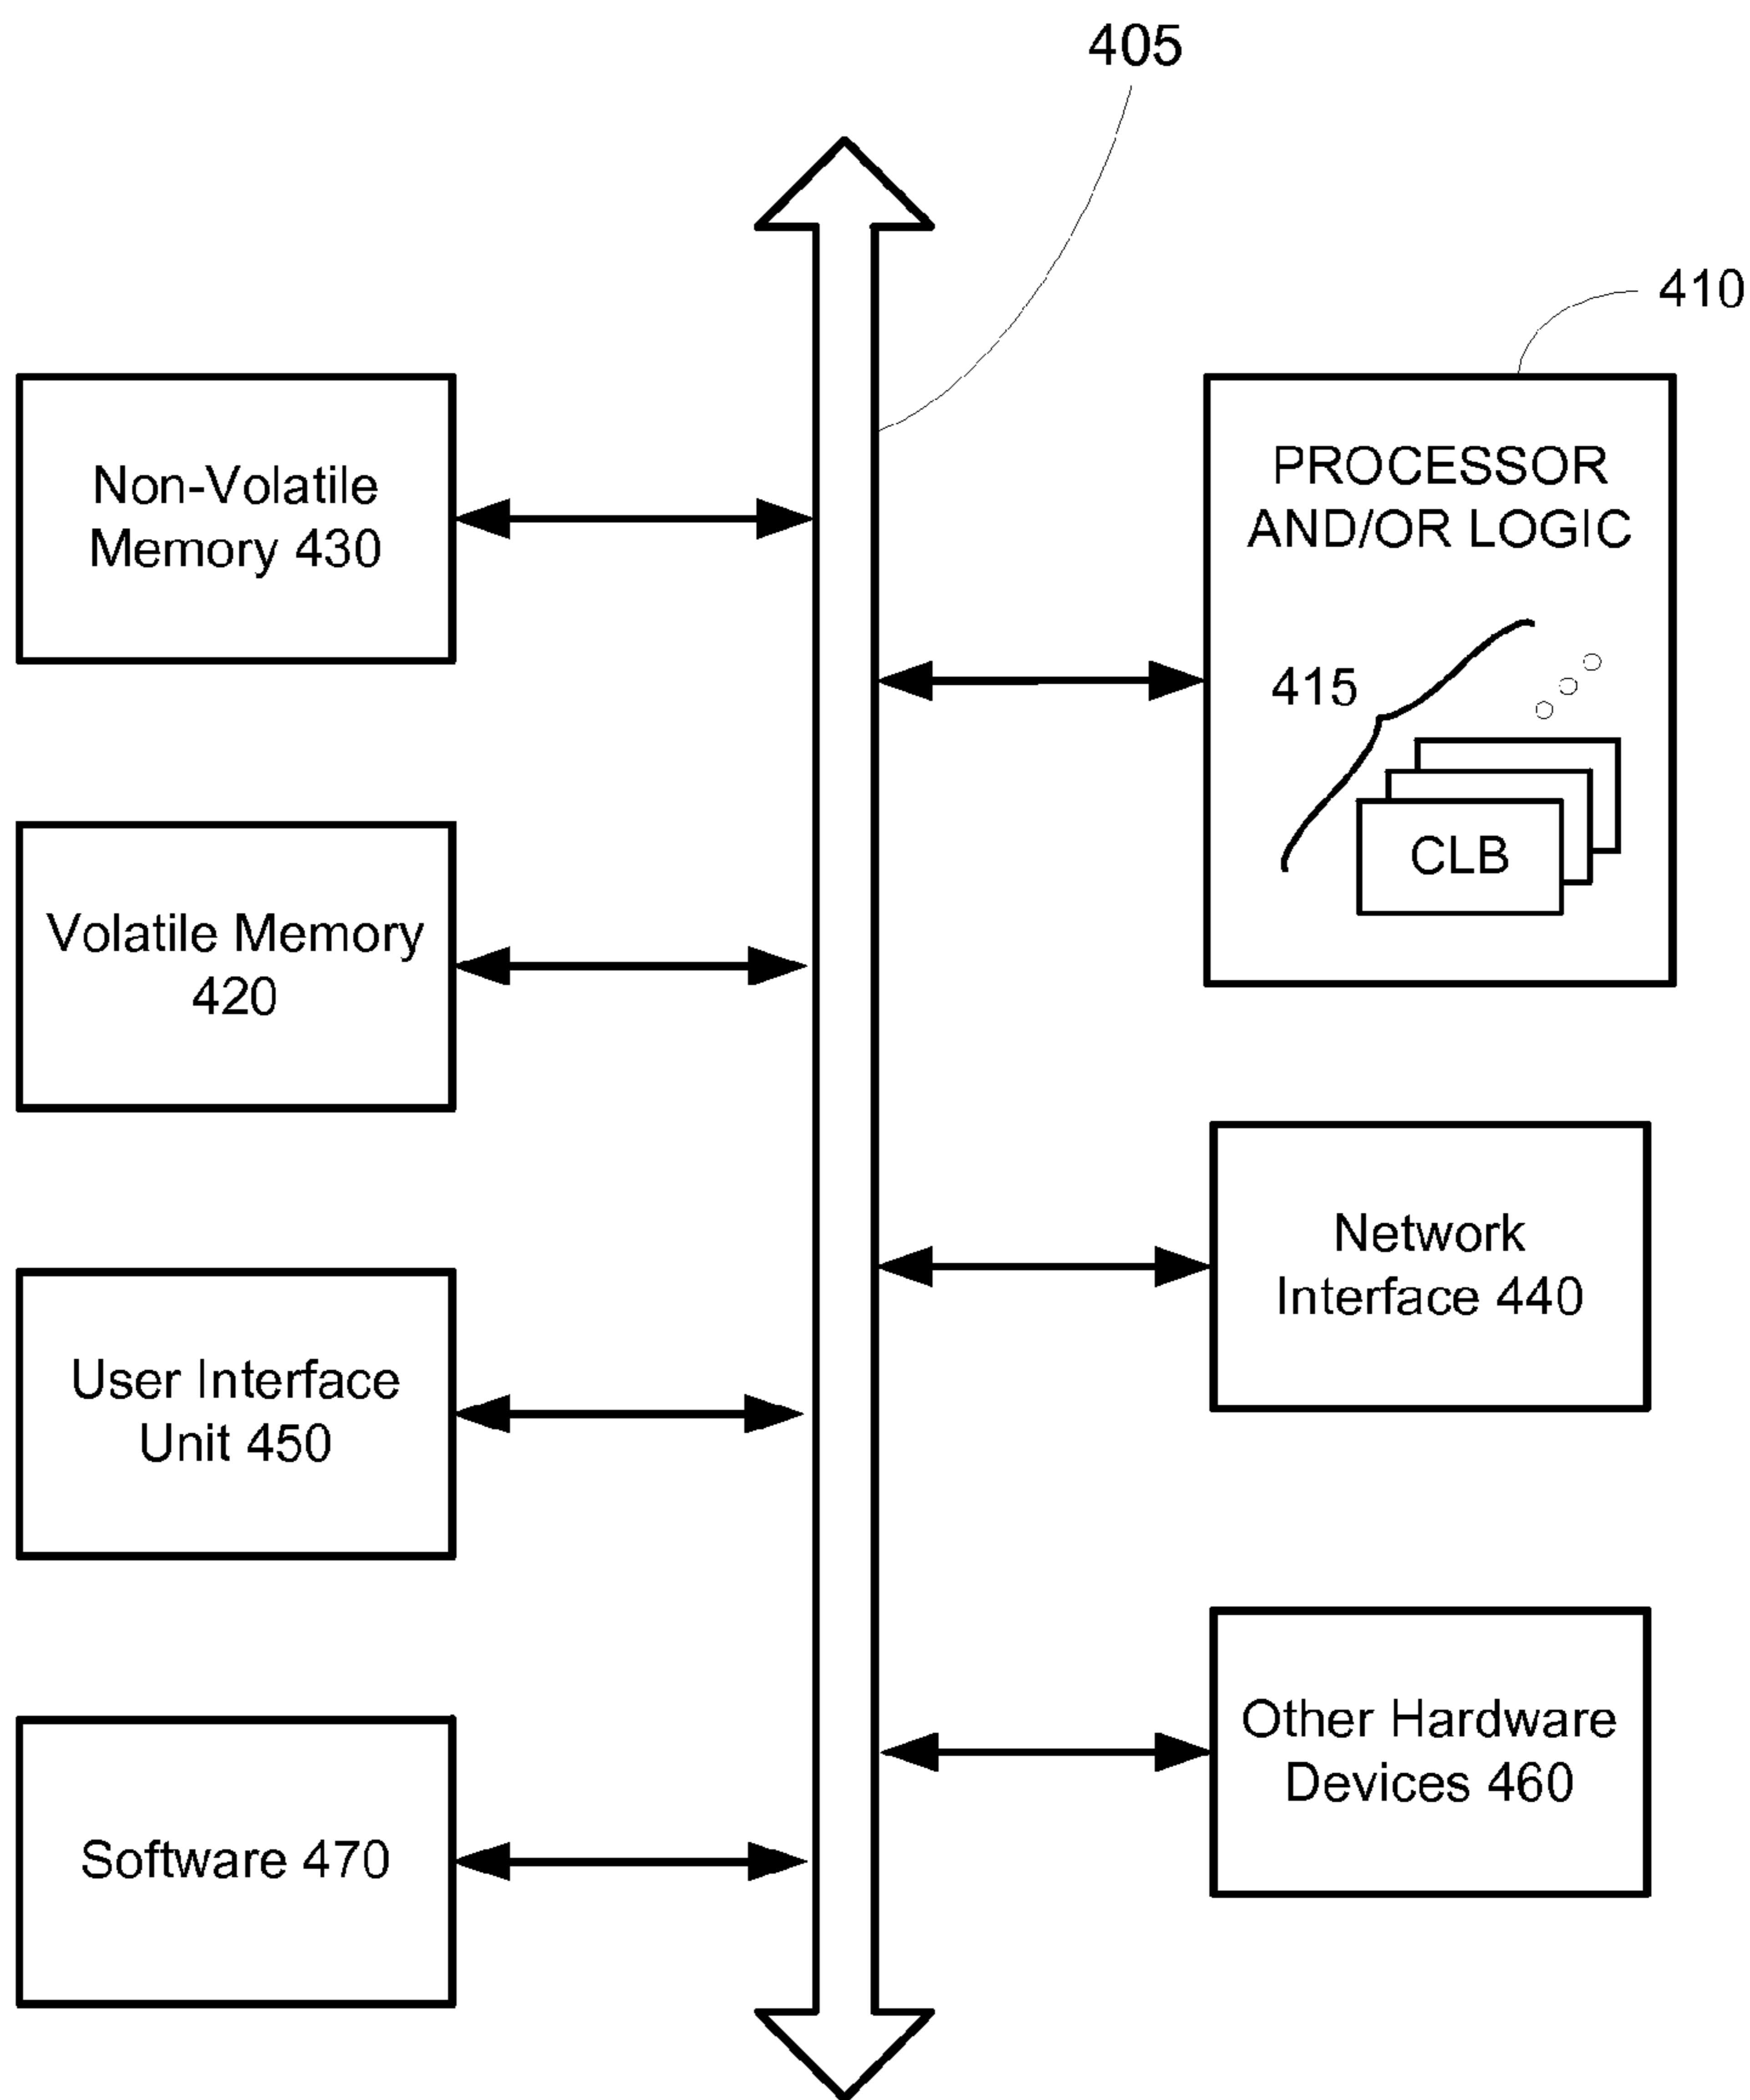 405
410
Non-Volatile
Memory 430
PROCESSOR
AND/OR LOGIC
415
CLB
Volatile Memory
420
Network
Interface 440
User Interface
Unit 450
Other Hardware
Devices 460
Software 470